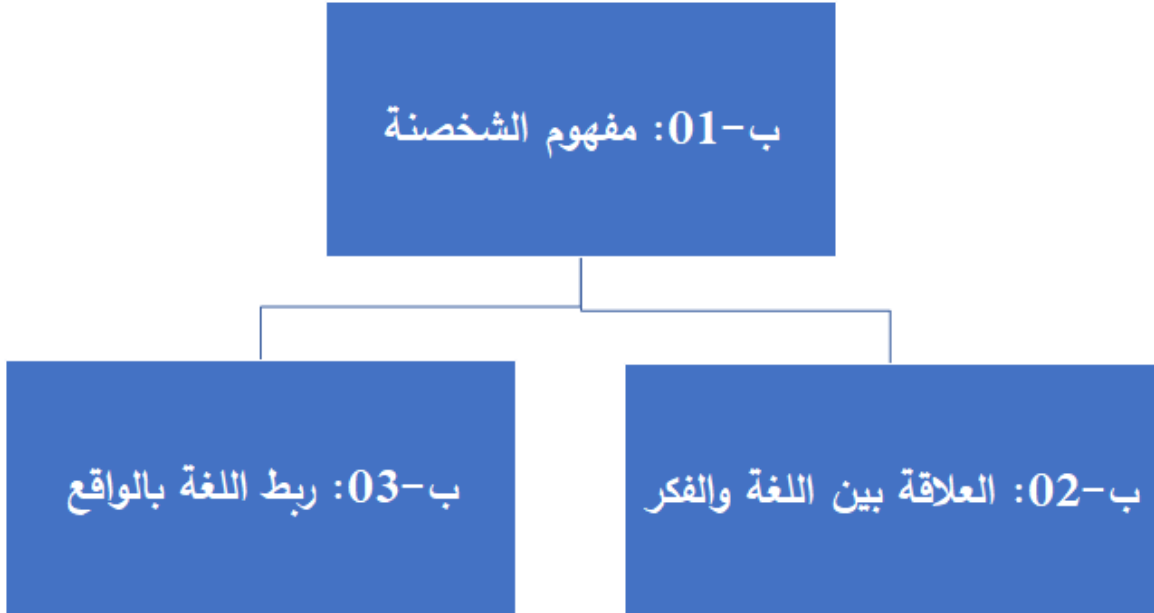 ب-01: مفهوم الشخصنة
ب-02: العلاقة بين اللغة والفكر
ب-03: ربط اللغة بالواقع